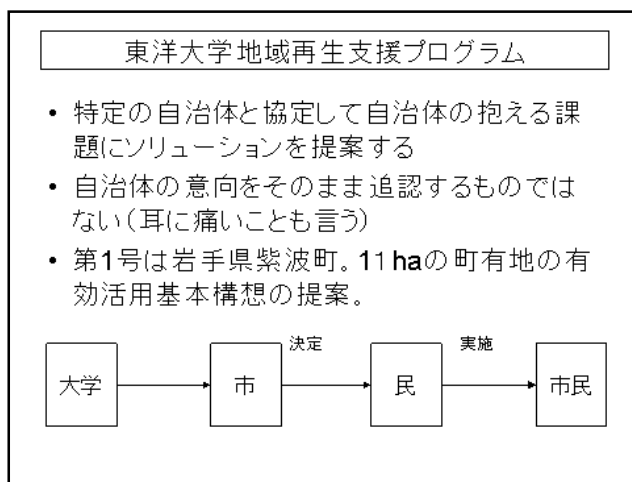 東洋大学地域再生支援プログラム
• 特定の自治体と協定して自治体の抱える課
題にソリューションを提案する
• 自治体の意向をそのまま追認するものでは
ない(耳に痛いことも言う)
• 第1号は岩手県紫波町。11haの町有地の有
効活用基本構想の提案。
決定 実施
大学 市 民 市民